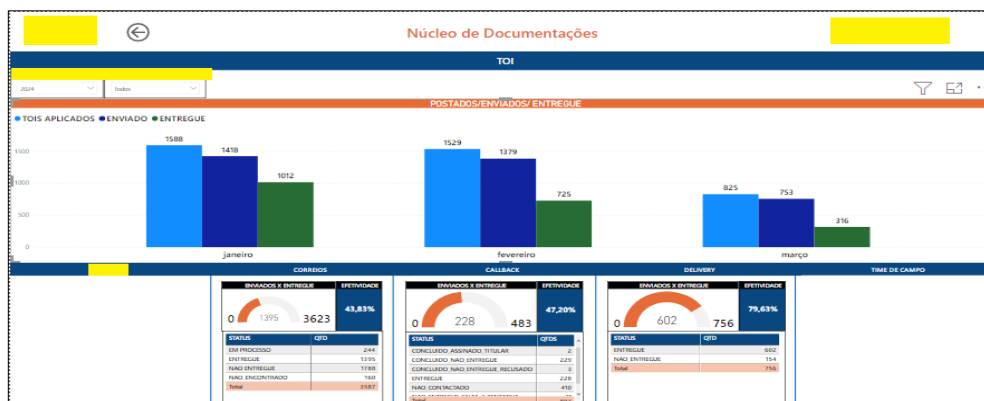 Núcleo de Documentações
TOI
2024 Todos
POSTADOS/ENVIADOS/ ENTREGUE
TOIS APLICADOS ENVIADO ENTREGUE
1588 1529
1500 1418 1379
1000 1012 825 753
500 725 316
0
janeiro fevereiro março
CORREIOS CALLBACK DELIVERY TIME DE CAMPO
ENVIADOS X ENTREGUE EFETIVIDADE
0 1395 3623 43,83%
STATUS QTD
EM PROCESSO 244
ENTREGUE 1395
NAO ENTREGUE 1788
NAO_ENCONTRADO 160
Total 3587
ENVIADOS X ENTREGUE EFETIVIDADE
0 228 483 47,20%
STATUS QTDS
CONCLUIDO_ASSINADO_TITULAR 2
CONCLUIDO_NAO_ENTREGUE 229
CONCLUIDO_NAO_ENTREGUE_RECUSADO 3
ENTREGUE 228
NAO_CONTACTADO 410
Total
ENVIADOS X ENTREGUE EFETIVIDADE
0 602 756 79,63%
STATUS QTD
ENTREGUE 602
NAO_ENTREGUE 154
Total 756